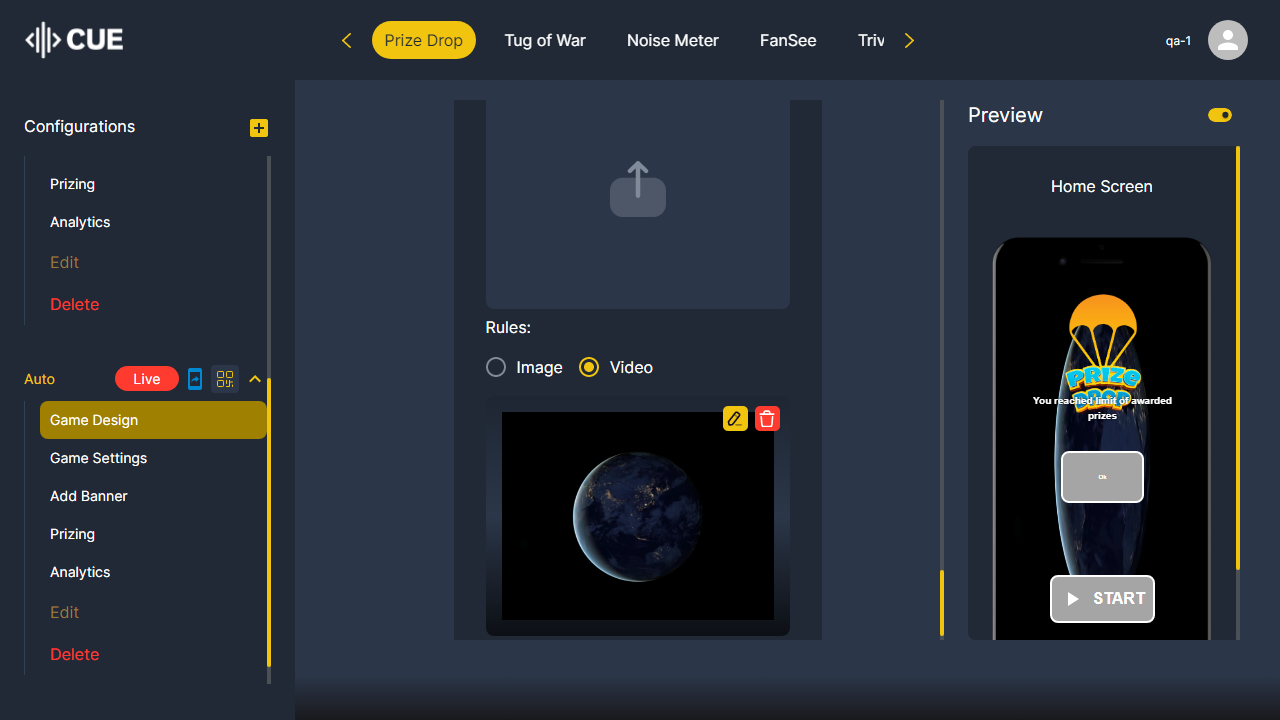 CUE
Prize Drop
Tug of War
Noise Meter
FanSee
Triv
qa-1
Configurations
Prizing
Analytics
Edit
Delete
Auto
Live
Game Design
Game Settings
Add Banner
Prizing
Analytics
Edit
Delete
Rules:
Image
Video
Preview
Home Screen
PRIZE
DROP
You reached limit of awarded
prizes
Ok
START